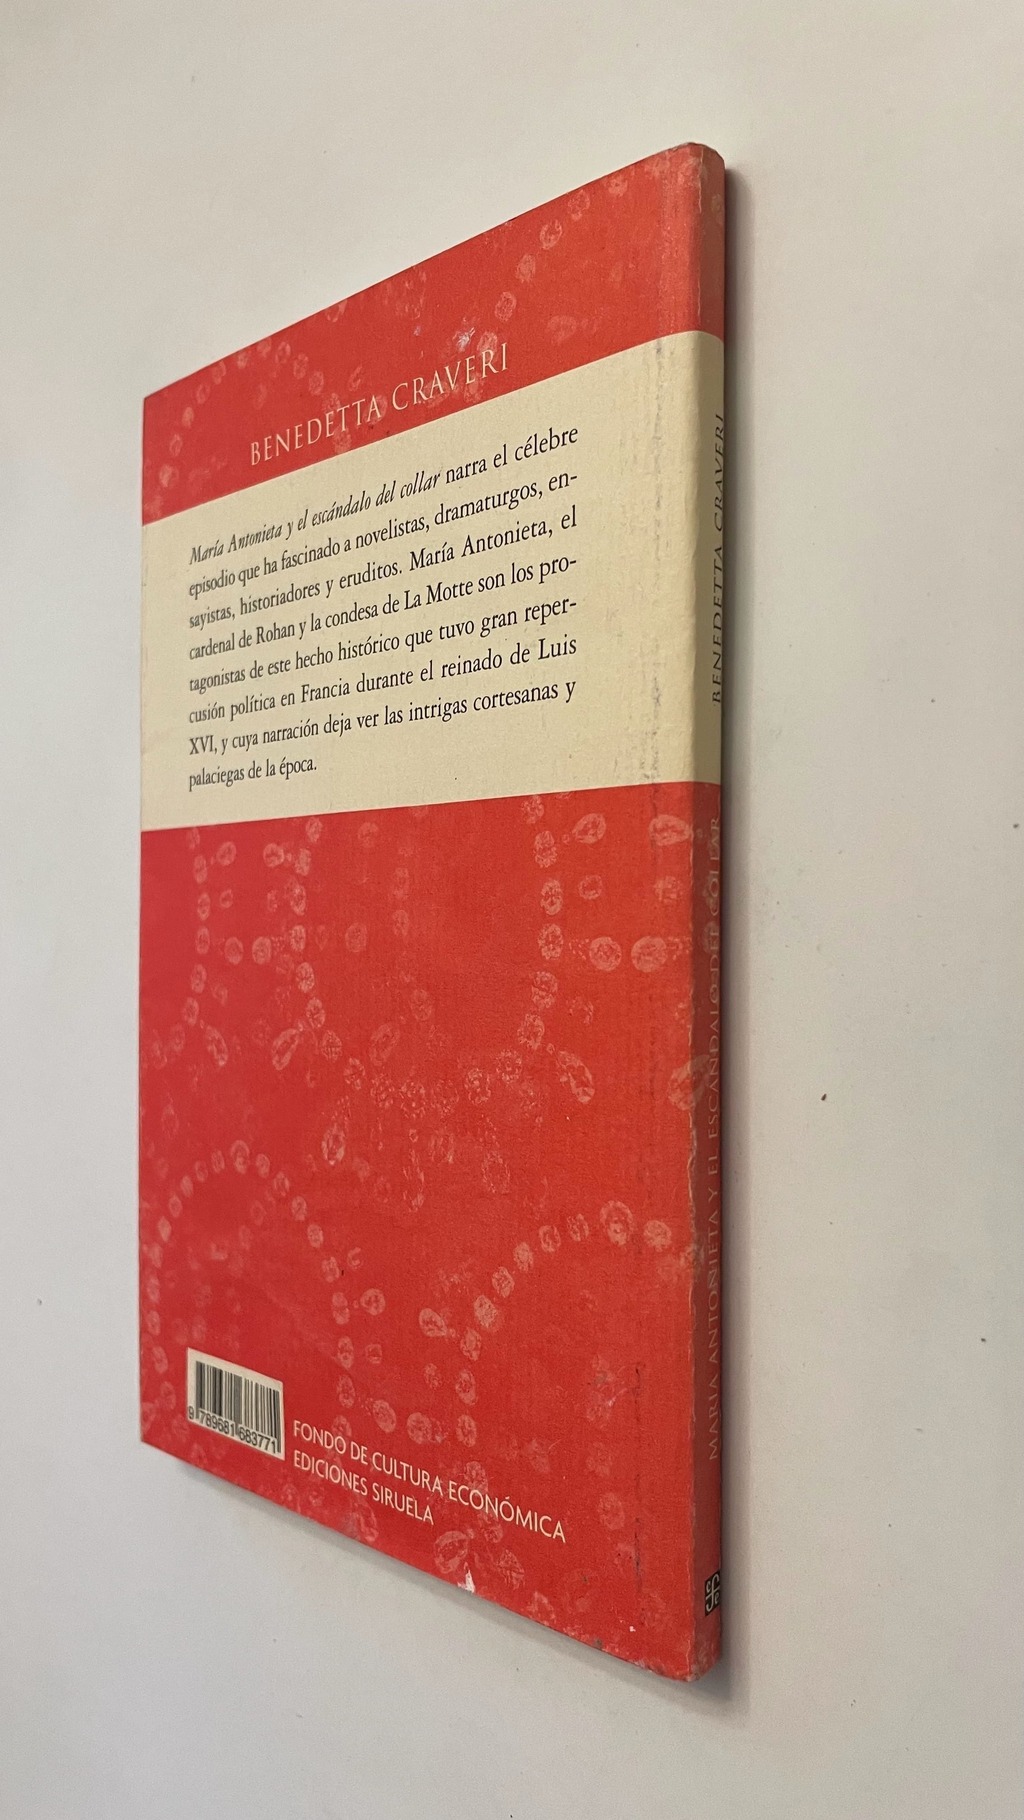 BENEDETTA CRAVERI
María Antonieta y el escándalo del collar narra el célebre
episodio que ha fascinado a novelistas, dramaturgos, en-
sayistas, historiadores y eruditos. María Antonieta, el
cardenal de Rohan y la condesa de La Motte son los pro-
tagonistas de este hecho histórico que tuvo gran reper-
cusión política en Francia durante el reinado de Luis
XVI, y cuya narración deja ver las intrigas cortesanas y
palaciegas de la época.
9 789681 683771
FONDO DE CULTURA ECONÓMICA
EDICIONES SIRUELA
BENEDETTA CRAVERI
MARÍA ANTONIETA Y EL ESCÁNDALO DEL COLLAR